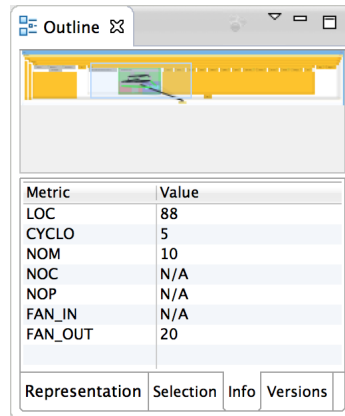 Outline
Metric Value
LOC 88
CYCLO 5
NOM 10
NOC N/A
NOP N/A
FAN_IN N/A
FAN_OUT 20
Representation Selection Info Versions